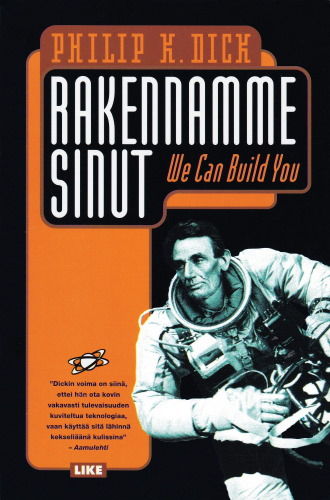 PHILIP K. DICK
RAKENNAMME
SINUT
We Can Build You
"Dickin voima on siinä,
ettei hän ota kovin
vakavasti tulevaisuuden
kuviteltua teknologiaa,
vaan käyttää sitä lähinnä
kekseliäänä kulissina"
– Aamulehti
LIKE